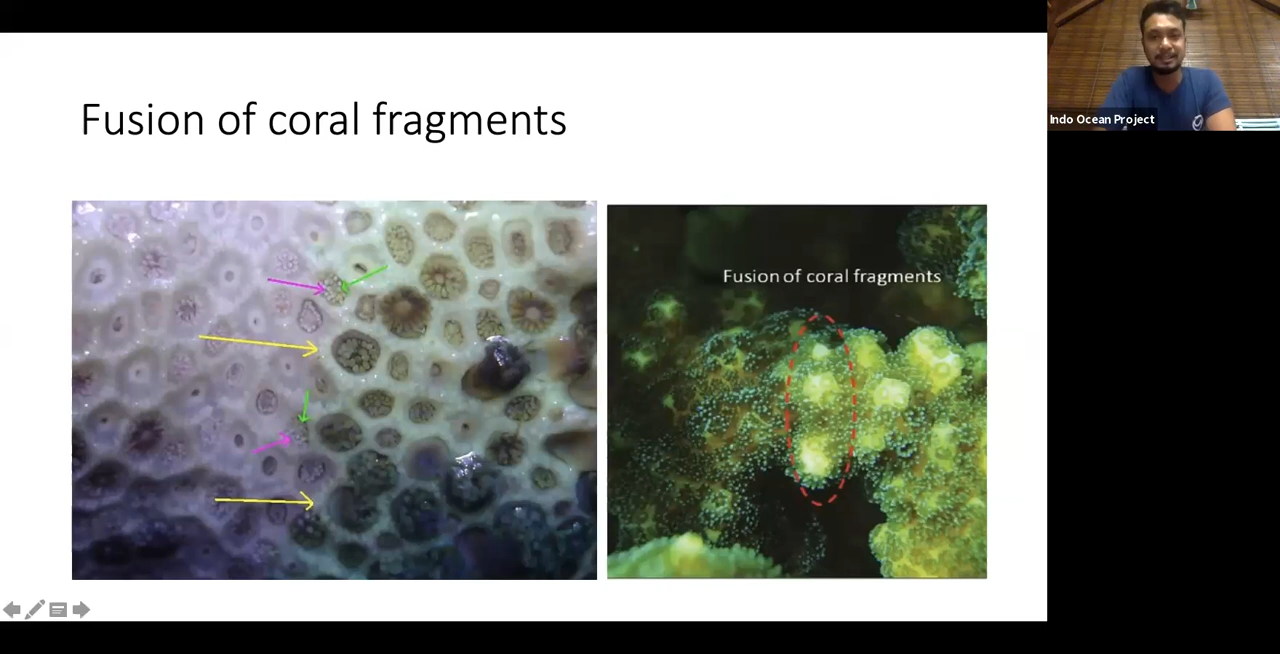 Fusion of coral fragments
Fusion of coral fragments
Indo Ocean Project